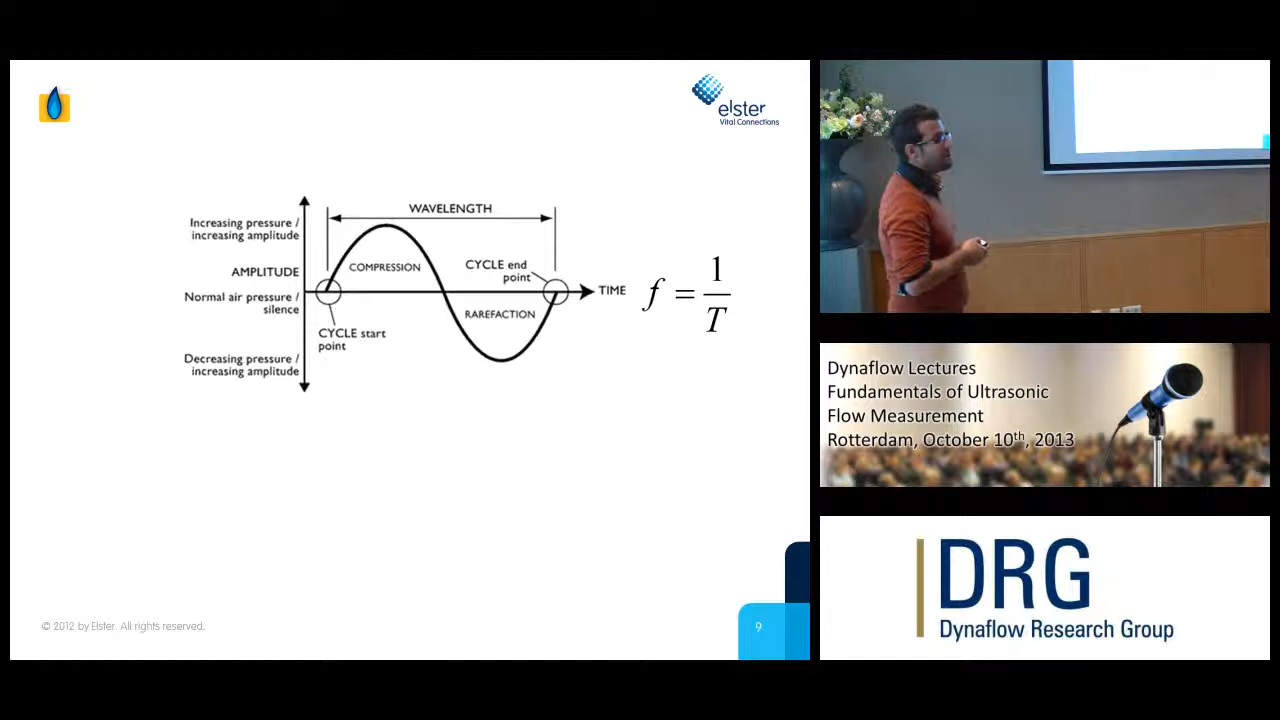 elster
Vital Connections
WAVELENGTH
Increasing pressure /
increasing amplitude
COMPRESSION
AMPLITUDE
CYCLE end
point
TIME
Normal air pressure /
silence
RAREFACTION
CYCLE start
point
Decreasing pressure /
increasing amplitude
f = 1/T
© 2012 by Elster. All rights reserved.
9
Dynaflow Lectures
Fundamentals of Ultrasonic
Flow Measurement
Rotterdam, October 10th, 2013
DRG
Dynaflow Research Group